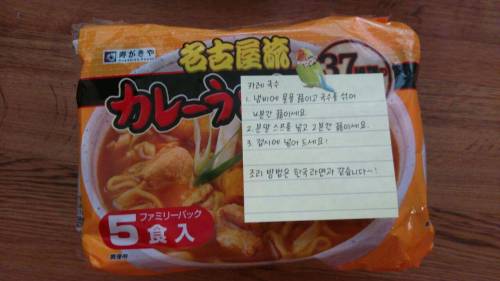 寿がきや
名古屋流
37
カレーう
카레 국수
1. 냄비에 물을 끓이고 국수를 넣어
4분간 끓이세요.
2. 분말 스프를 넣고 2분간 끓이세요.
3. 접시에 넣어 드세요!
조리 방법은 한국라면과 같습니다~!
ファミリーパック
5食入